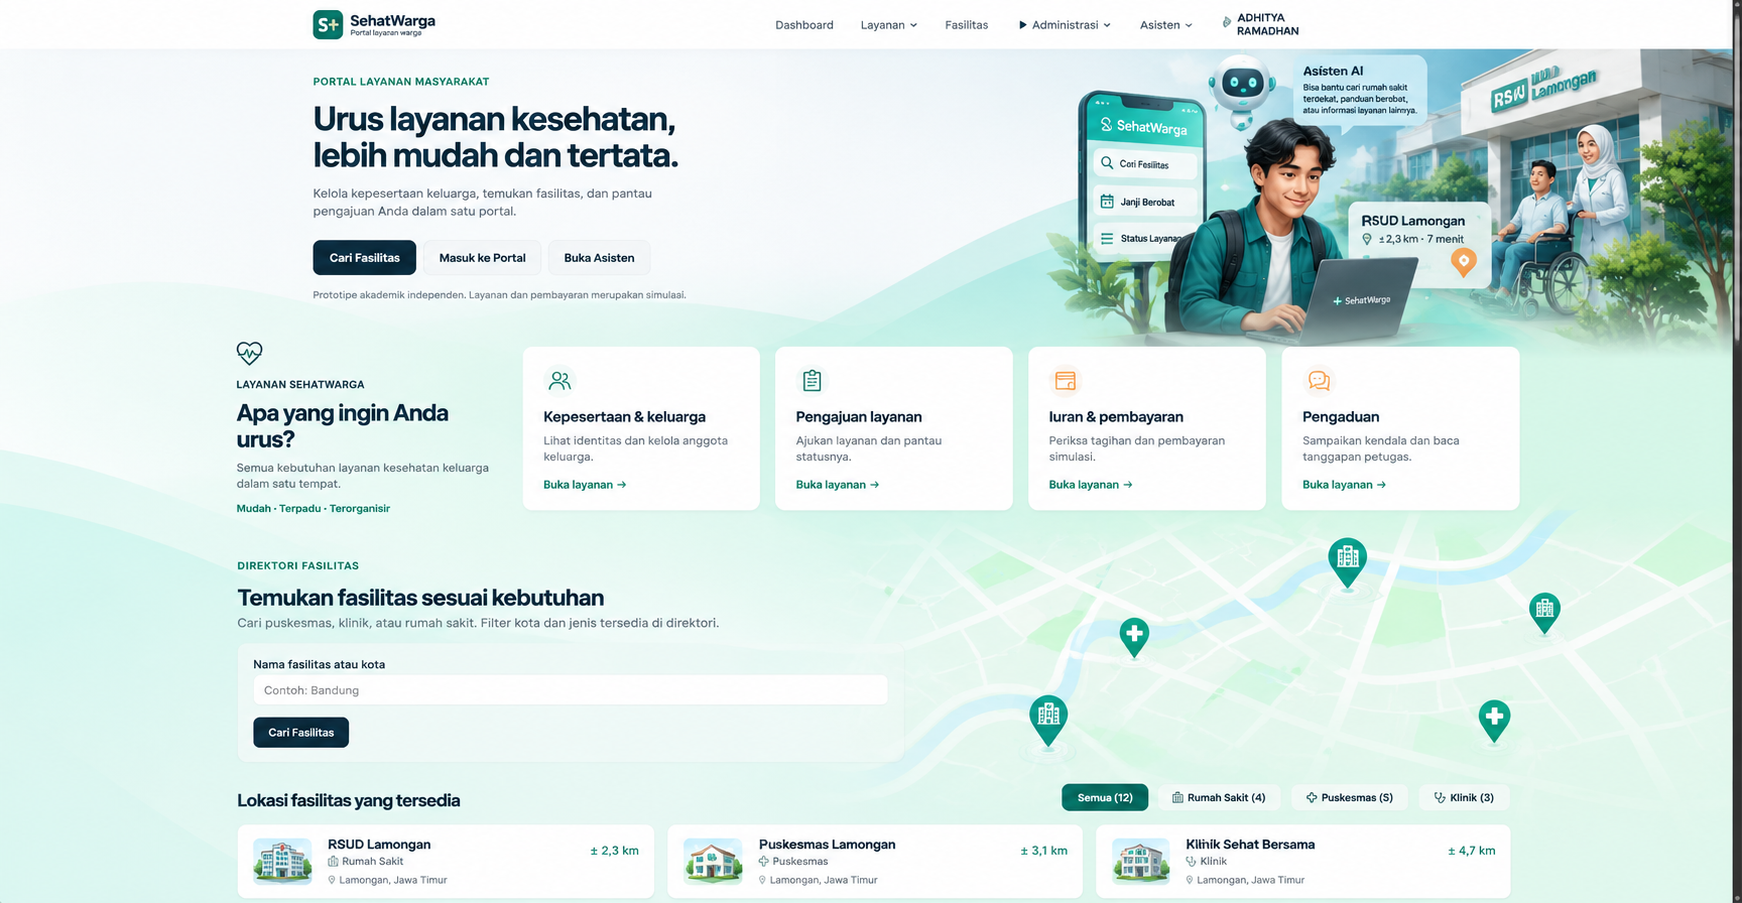 S+ SehatWarga
Portal layanan warga
Dashboard
Layanan
Fasilitas
Administrasi
Asisten
ADHITYA
RAMADHAN
PORTAL LAYANAN MASYARAKAT
Urus layanan kesehatan,
lebih mudah dan tertata.
Kelola kepesertaan keluarga, temukan fasilitas, dan pantau
pengajuan Anda dalam satu portal.
Cari Fasilitas
Masuk ke Portal
Buka Asisten
Prototipe akademik independen. Layanan dan pembayaran merupakan simulaai.
SehatWarga
Cori Fesilitas
Janji Berobat
Status Layanan
Asisten AI
Bisa bantu cari rumah sakit
terdekat, panduan berobat,
atau informasi layanan lainnya.
Lamongan
RSUD Lamongan
± 2,3 km · 7 menit
SehatWarga
LAYANAN SEHATWARGA
Apa yang ingin Anda
urus?
Semua kebutuhan layanan kesehatan keluarga
dalam satu tempat.
Mudah · Terpadu · Terorganisir
Kepesertaan & keluarga
Lihat identitas dan kelola anggota
keluarga.
Buka layanan →
Pengajuan layanan
Ajukan layanan dan pantau
statusnya.
Buka layanan →
Iuran & pembayaran
Periksa tagihan dan pembayaran
simulasi.
Buka layanan →
Pengaduan
Sampaikan kendala dan baca
tanggapan petugas.
Buka layanan →
DIREKTORI FASILITAS
Temukan fasilitas sesuai kebutuhan
Cari puskesmas, klinik, atau rumah sakit. Filter kota dan jenis tersedia di direktori.
Nama fasilitas atau kota
Contoh: Bandung
Cari Fasilitas
Lokasi fasilitas yang tersedia
Semua (12)
Rumah Sakit (4)
Puskesmas (5)
Klinik (3)
RSUD Lamongan
Rumah Sakit
Lamongan, Jawa Timur
± 2,3 km
Puskesmas Lamongan
Puskesmas
Lamongan, Jawa Timur
± 3,1 km
Klinik Sehat Bersama
Klinik
Lamongan, Jawa Timur
± 4,7 km